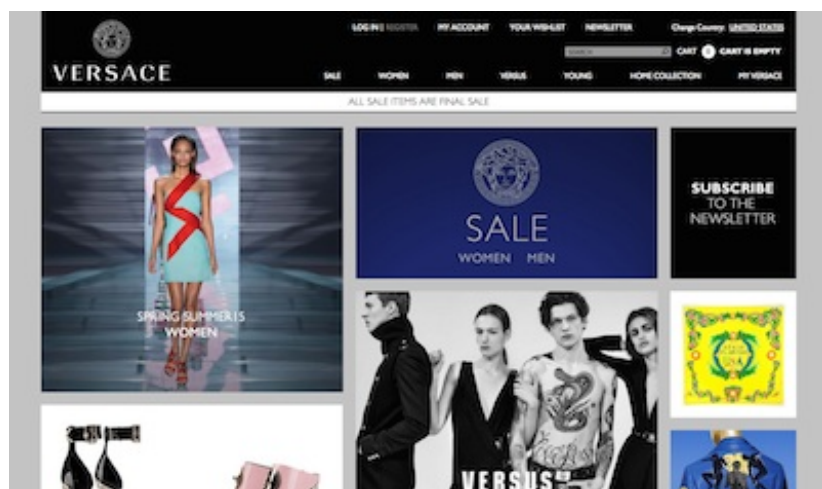 LOG IN | REGISTER MY ACCOUNT YOUR WISHLIST NEWSLETTER Change Country: UNITED STATES
SEARCH CART 0 CART IS EMPTY
VERSACE
SALE WOMEN MEN VERSUS YOUNG HOME COLLECTION MY VERSACE
ALL SALE ITEMS ARE FINAL SALE
SPRING SUMMER 15
WOMEN
SALE
WOMEN MEN
SUBSCRIBE
TO THE
NEWSLETTER
VERSUS